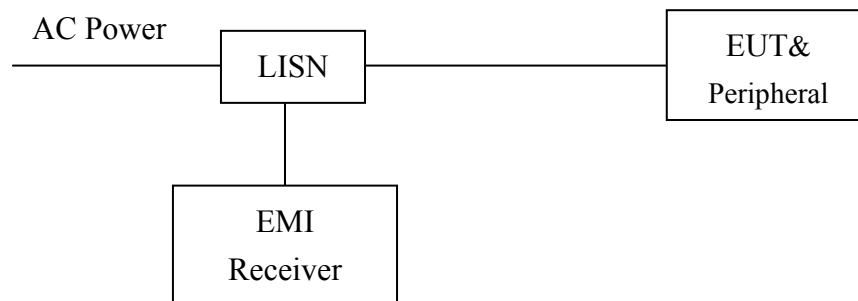 AC Power
LISN
EUT&
Peripheral
EMI
Receiver